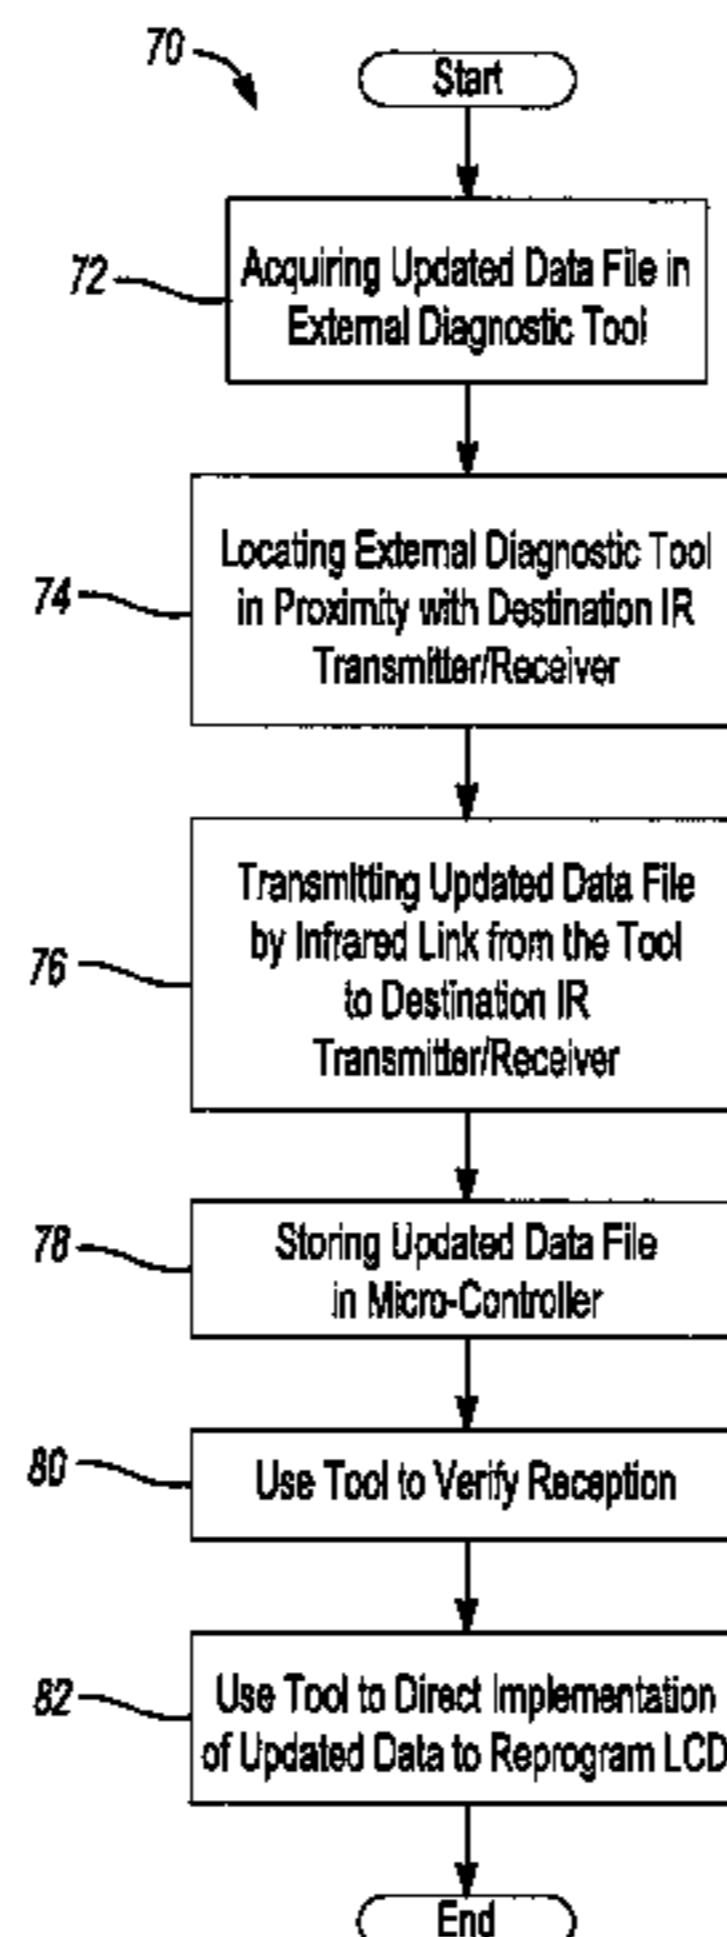 70
Start
72
Acquiring Updated Data File in
External Diagnostic Tool
74
Locating External Diagnostic Tool
in Proximity with Destination IR
Transmitter/Receiver
76
Transmitting Updated Data File
by Infrared Link from the Tool
to Destination IR
Transmitter/Receiver
78
Storing Updated Data File
in Micro-Controller
80
Use Tool to Verify Reception
82
Use Tool to Direct Implementation
of Updated Data to Reprogram LCD
End